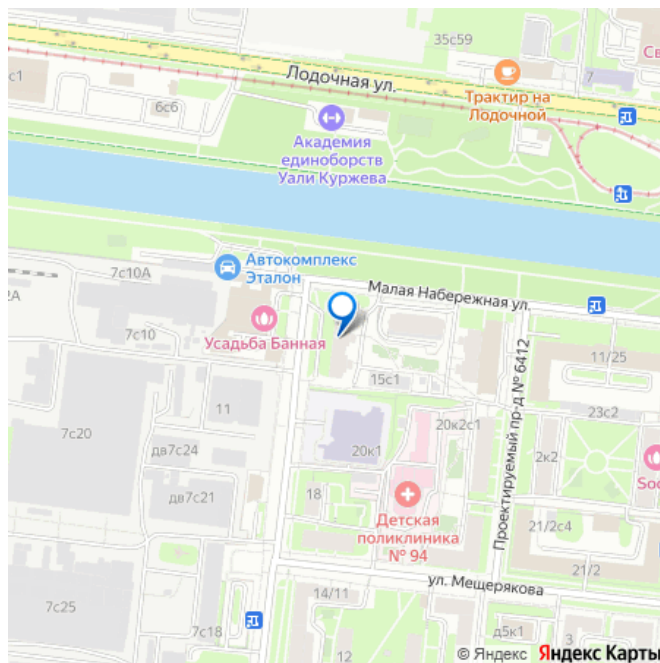 35с59
с1
Лодочная ул.
7
Св
6с6
Трактир на
Лодочной
Академия
единоборств
Уали Куржева
7с10А
Автокомплекс
Эталон
2А
Малая Набережная ул.
7с10
Усадьба Банная
11/25
15с1
Проектируемый пр-д № 6412
11
23с2
7с20
20к2с1
дв7с24
20к1
2к2
Soc
18
дв7с21
Детская
поликлиника
№ 94
21/2с4
21/2
ул. Мещерякова
7с25
14/11
7с18
д5к1
3
12
© Яндекс Яндекс Карты